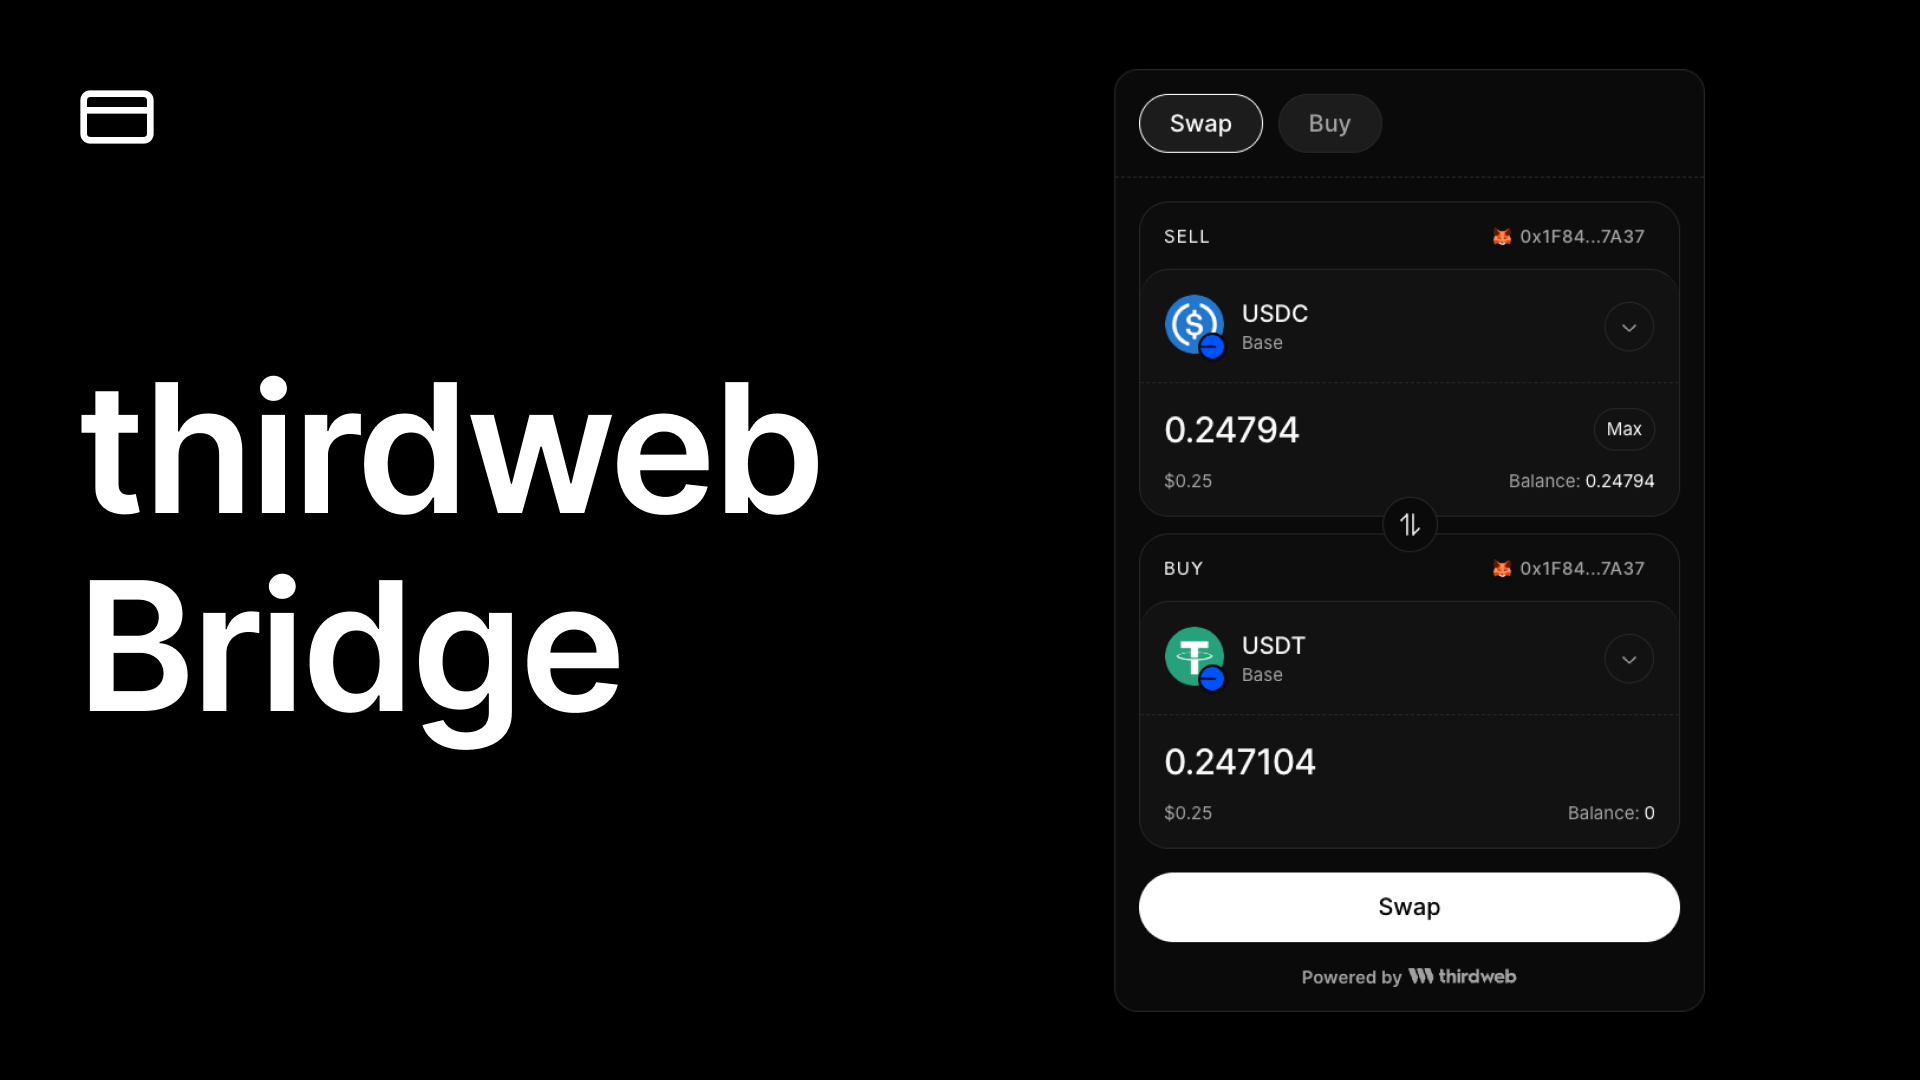 thirdweb
Bridge
Swap
Buy
SELL
0x1F84...7A37
USDC
Base
0.24794
Max
$0.25
Balance: 0.24794
BUY
0x1F84...7A37
USDT
Base
0.247104
$0.25
Balance: 0
Swap
Powered by thirdweb